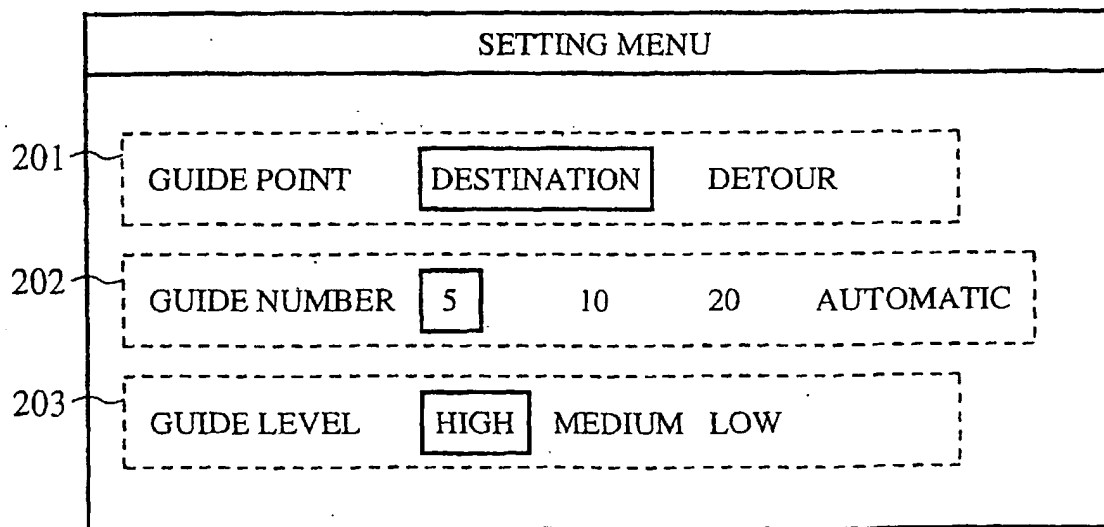 SETTING MENU
201 GUIDE POINT DESTINATION DETOUR
202 GUIDE NUMBER 5 10 20 AUTOMATIC
203 GUIDE LEVEL HIGH MEDIUM LOW